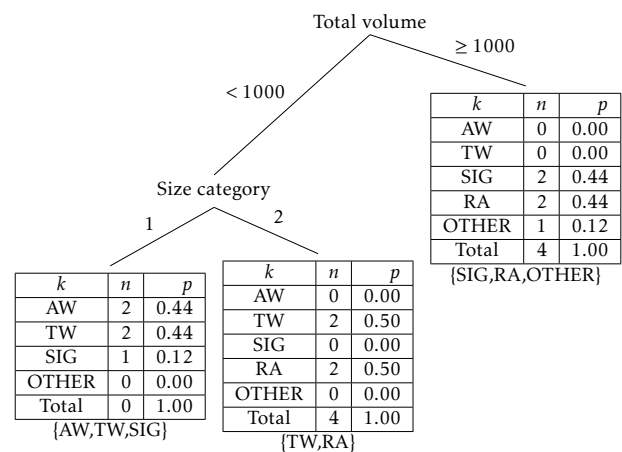 Total volume
≥ 1000
< 1000
k n p
AW 0 0.00
TW 0 0.00
SIG 2 0.44
RA 2 0.44
OTHER 1 0.12
Total 4 1.00
{SIG,RA,OTHER}
Size category
1
2
k n p
AW 2 0.44
TW 2 0.44
SIG 1 0.12
OTHER 0 0.00
Total 0 1.00
{AW,TW,SIG}
k n p
AW 0 0.00
TW 2 0.50
SIG 0 0.00
RA 2 0.50
OTHER 0 0.00
Total 4 1.00
{TW,RA}